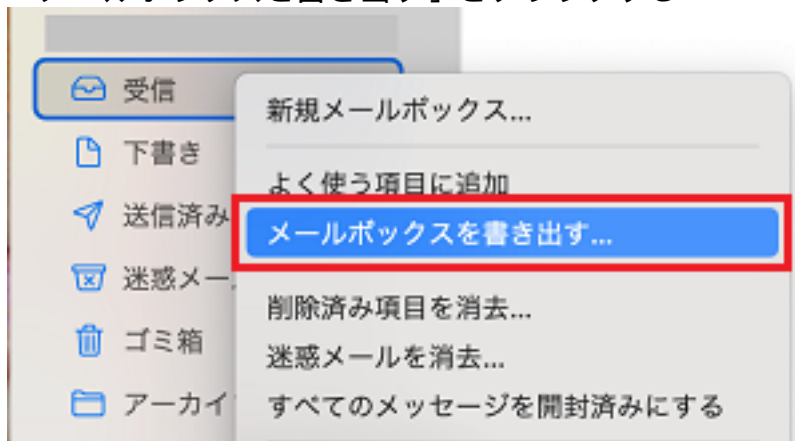 受信
新規メールボックス...
下書き
よく使う項目に追加
送信済み
メールボックスを書き出す...
迷惑メー
削除済み項目を消去...
ゴミ箱
迷惑メールを消去...
アーカイ
すべてのメッセージを開封済みにする